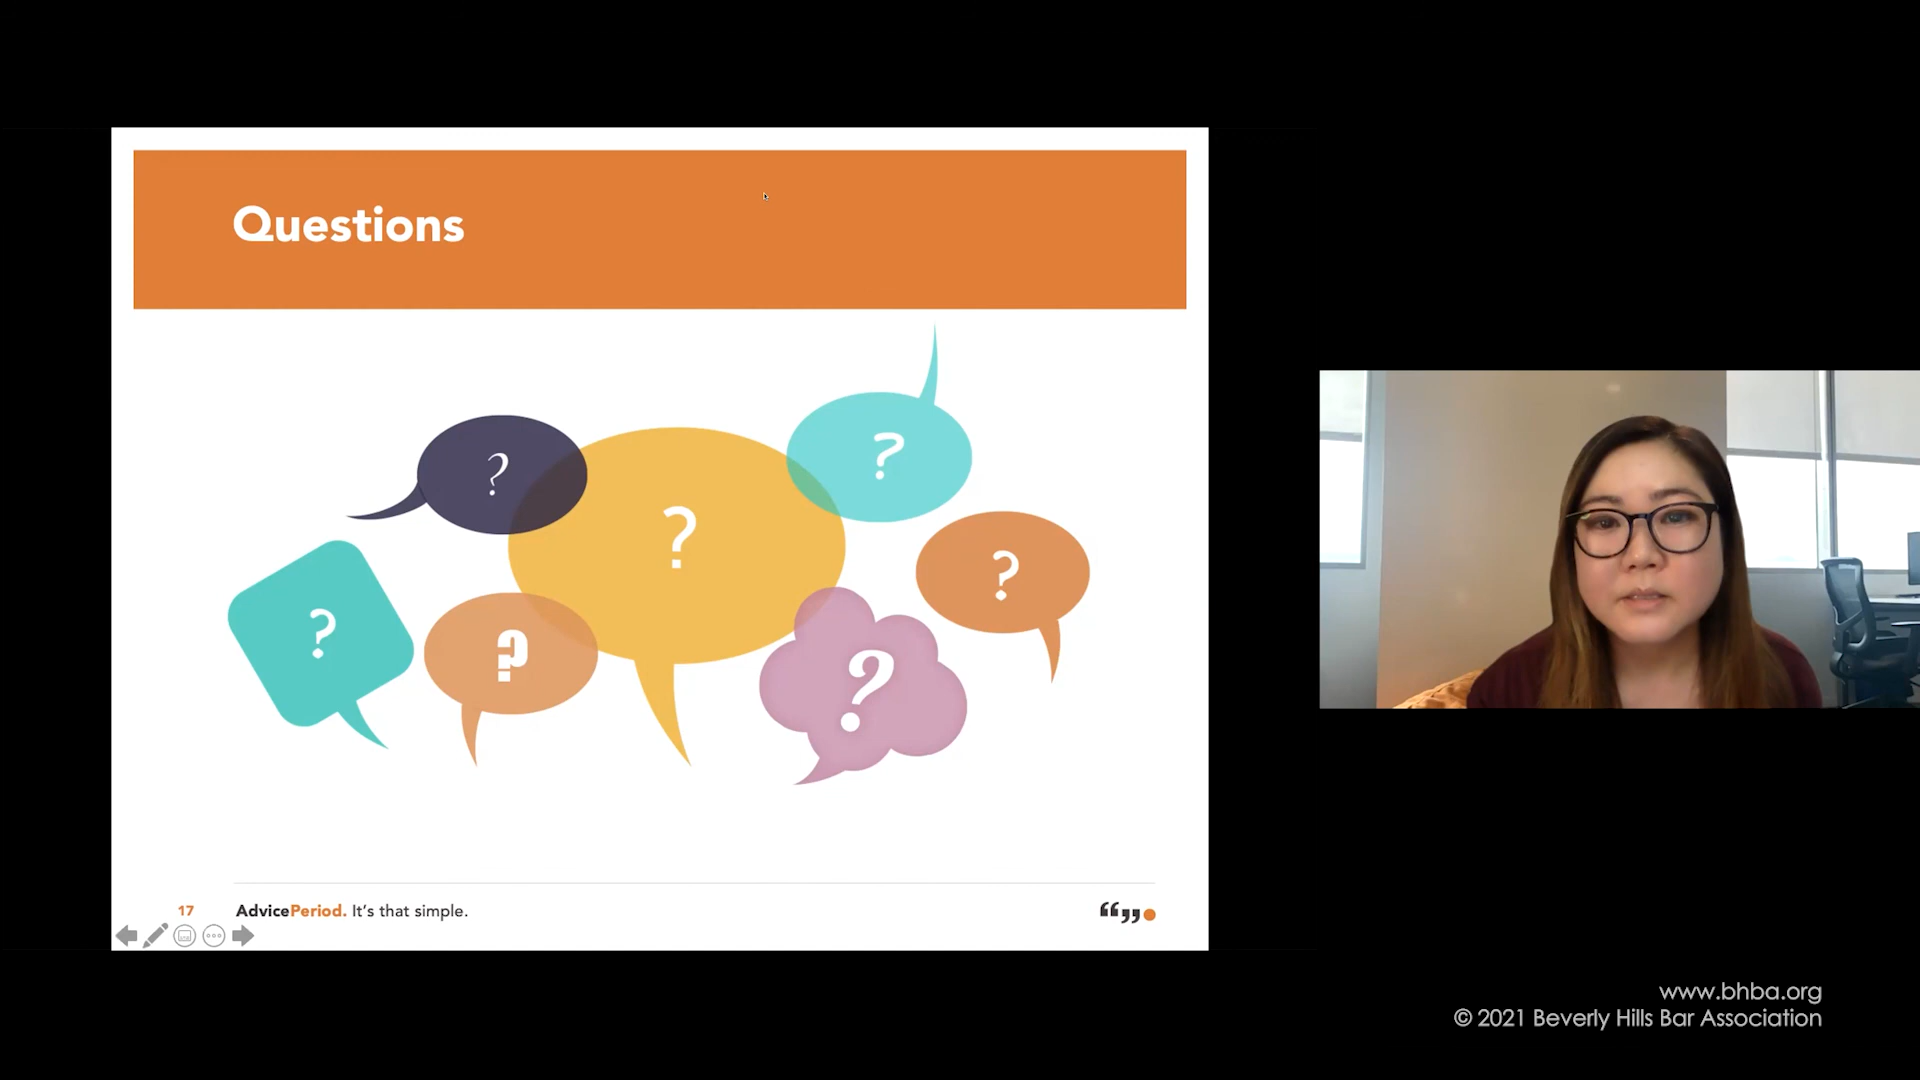 Questions
?
?
?
?
?
?
?
17
AdvicePeriod. It's that simple.
www.bhba.org
© 2021 Beverly Hills Bar Association